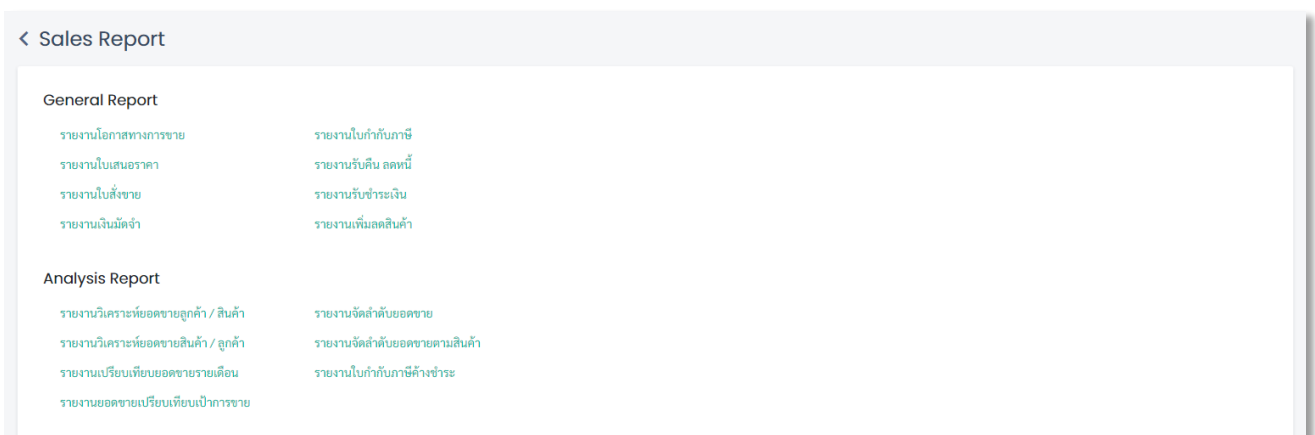 Sales Report
General Report
รายงานโอกาสทางการขาย
รายงานใบกำกับภาษี
รายงานใบเสนอราคา
รายงานรับคืน ลดหนี้
รายงานใบสั่งขาย
รายงานรับชำระเงิน
รายงานเงินมัดจำ
รายงานเพิ่มลดสินค้า
Analysis Report
รายงานวิเคราะห์ยอดขายลูกค้า / สินค้า
รายงานจัดลำดับยอดขาย
รายงานวิเคราะห์ยอดขายสินค้า / ลูกค้า
รายงานจัดลำดับยอดขายตามสินค้า
รายงานเปรียบเทียบยอดขายรายเดือน
รายงานใบกำกับภาษีค้างชำระ
รายงานยอดขายเปรียบเทียบเป้าการขาย